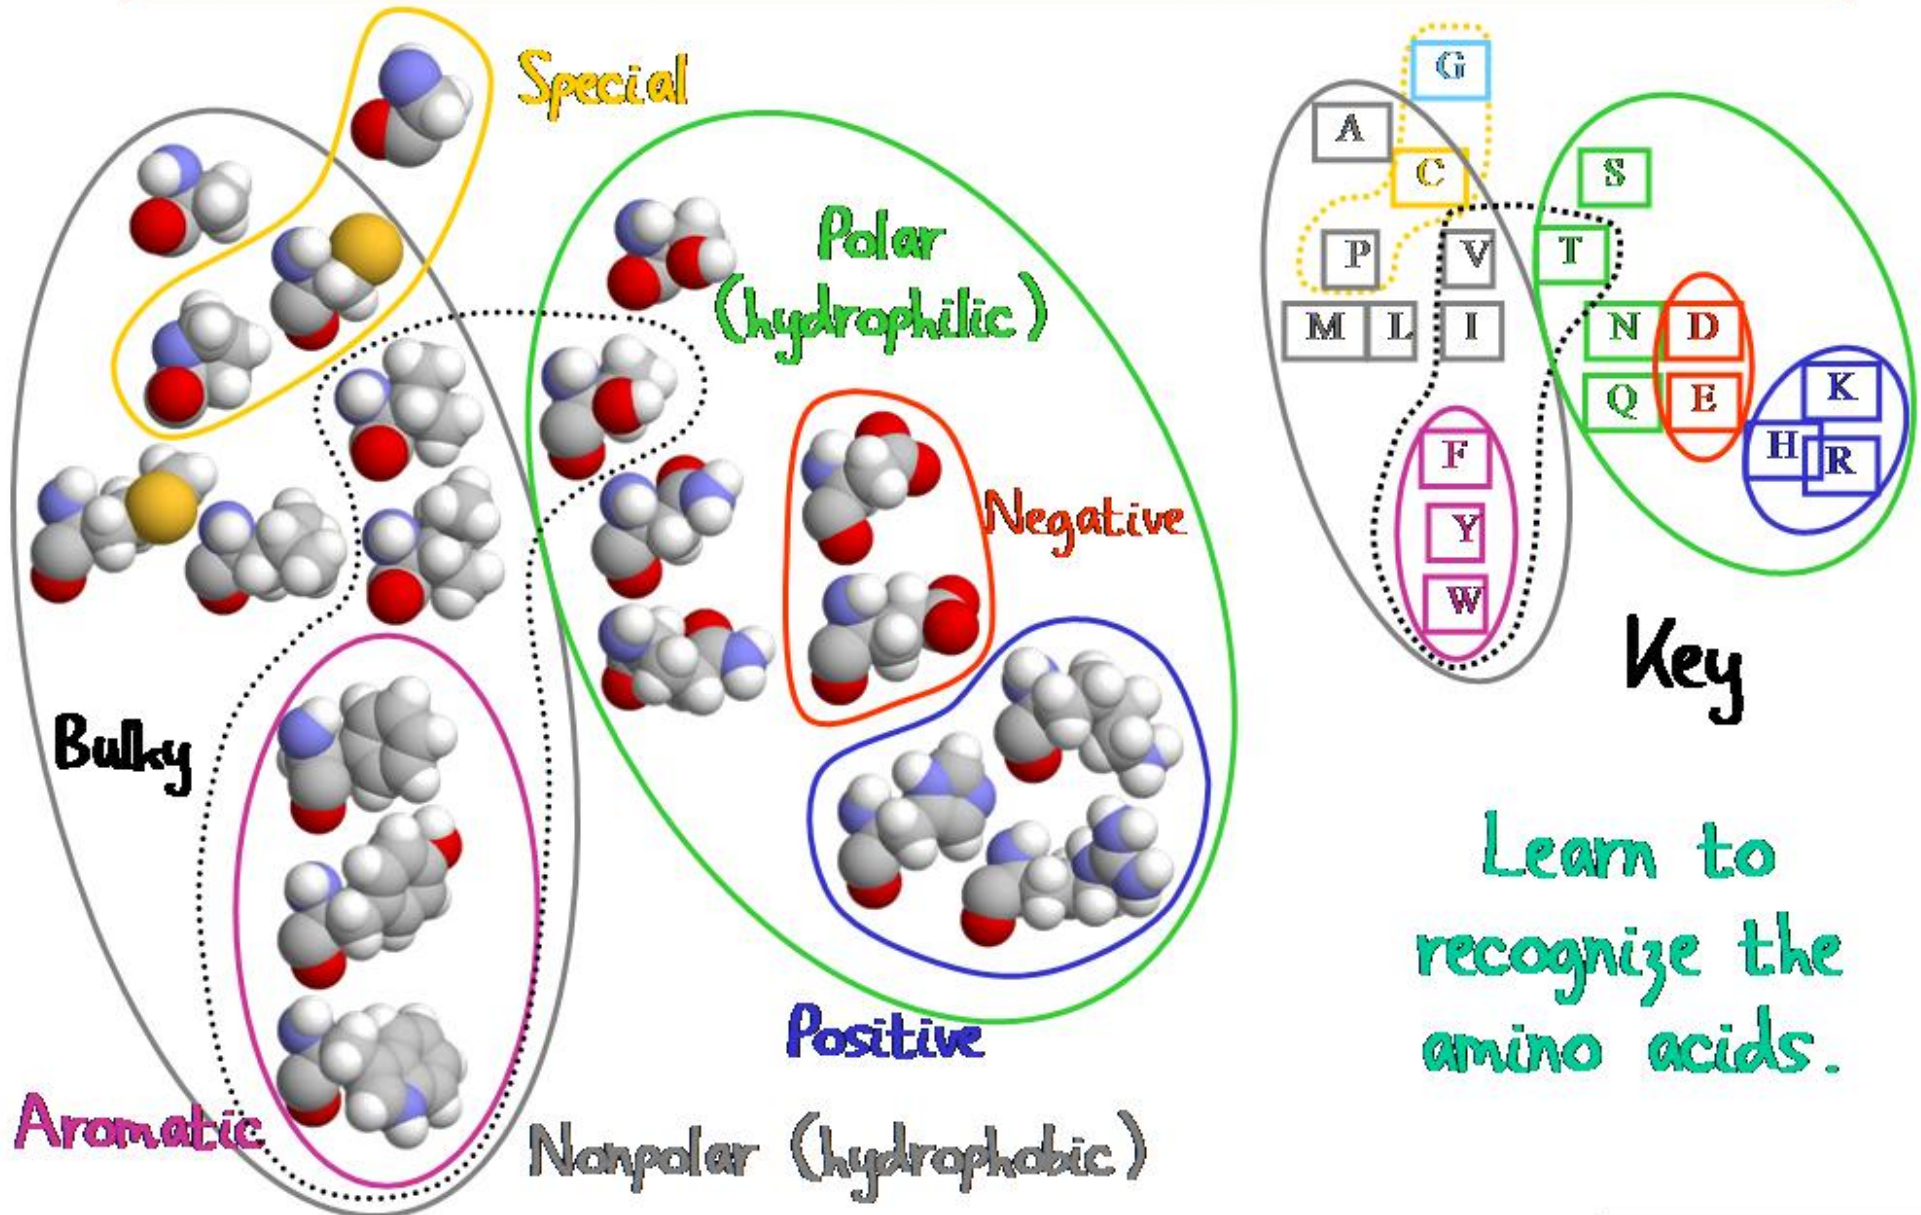 Special
Polar
(hydrophilic)
Negative
Bulky
Positive
Aromatic
Nonpolar (hydrophobic)
G
A
C
S
P
V
T
M
L
I
N
D
Q
E
K
H
R
F
Y
W
Key
Learn to
recognize the
amino acids.